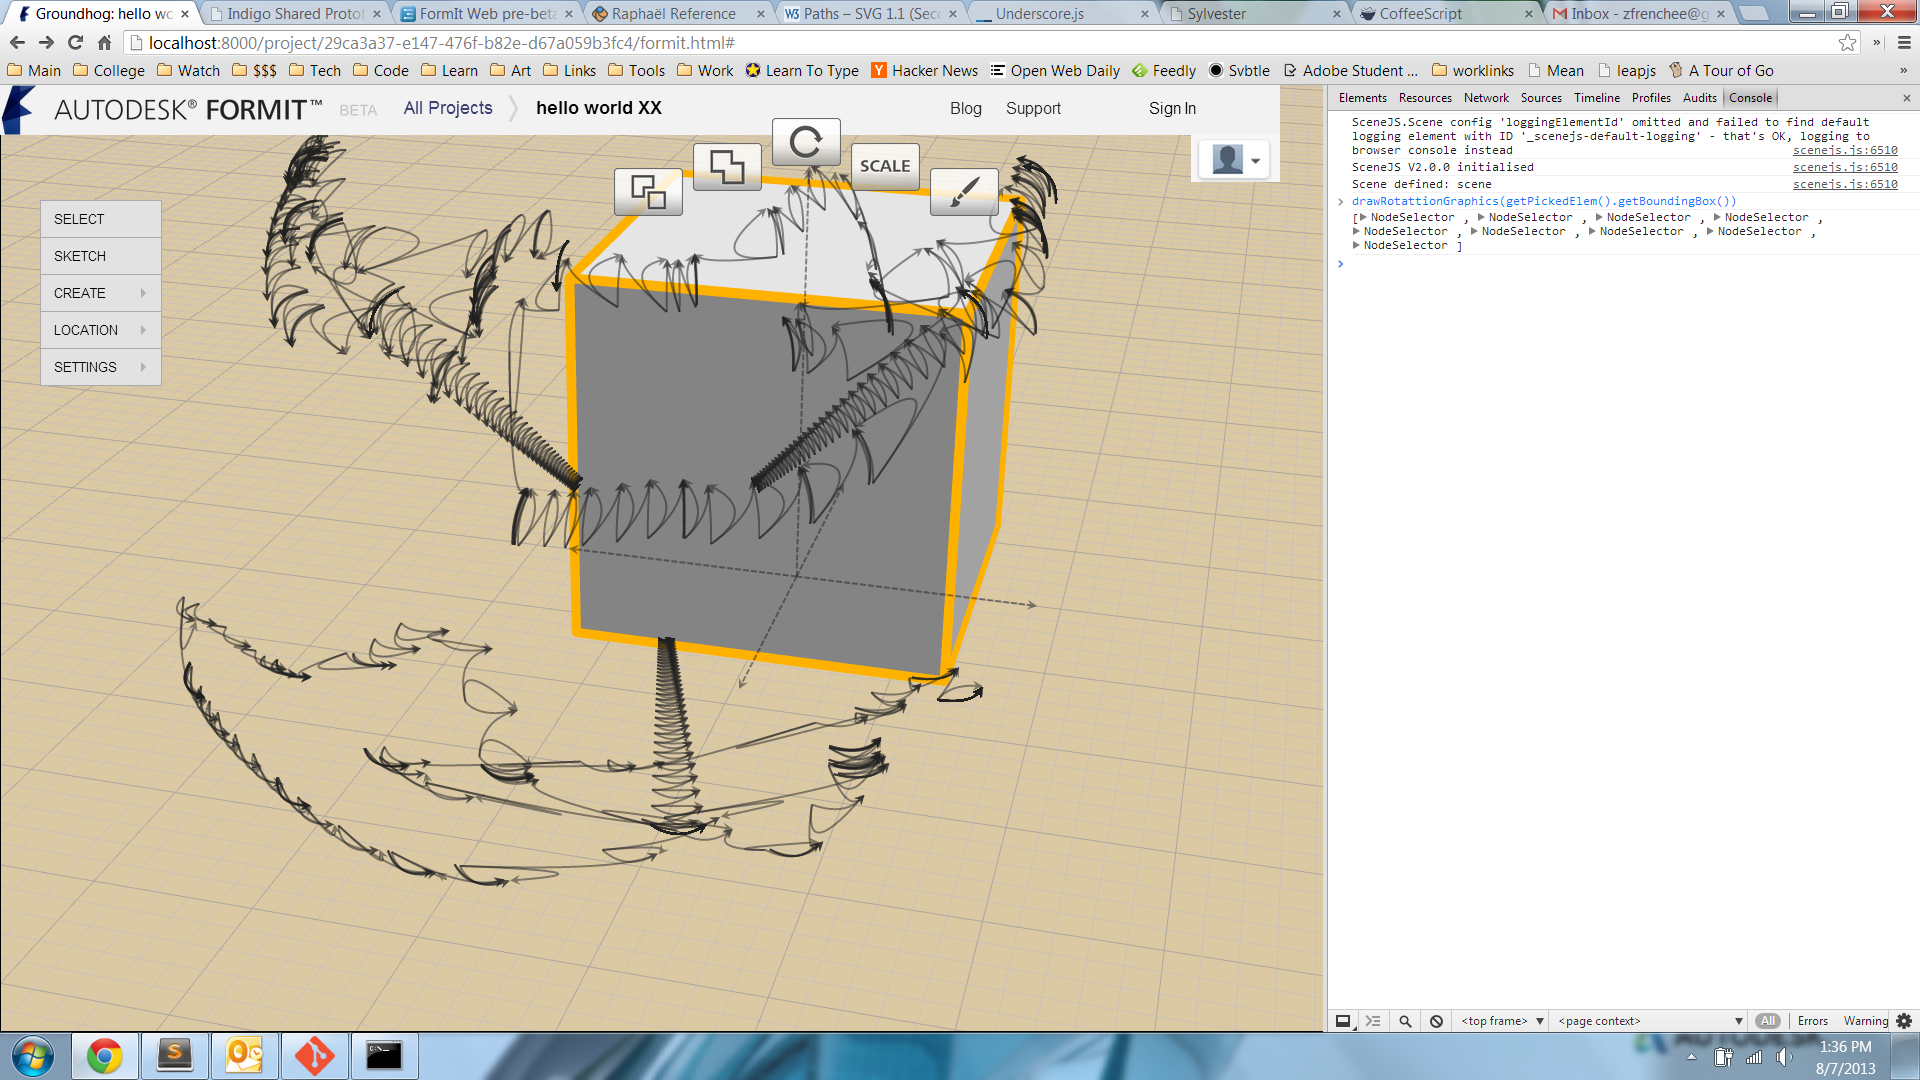 Groundhog: hello wo
Indigo Shared Protot
FormIt Web pre-beta
Raphaël Reference
Paths – SVG 1.1 (Seco
Underscore.js
Sylvester
CoffeeScript
Inbox - zfrenchee@g
localhost:8000/project/29ca3a37-e147-476f-b82e-d67a059b3fc4/formit.html#
Main College Watch $$$ Tech Code Learn Art Links Tools Work Learn To Type Hacker News Open Web Daily Feedly Svbtle Adobe Student ... worklinks Mean leapjs A Tour of Go
AUTODESK® FORMIT™ BETA All Projects hello world XX Blog Support Sign In
SCALE
SELECT
SKETCH
CREATE
LOCATION
SETTINGS
Elements Resources Network Sources Timeline Profiles Audits Console
SceneJS.Scene config 'loggingElementId' omitted and failed to find default
logging element with ID '_scenejs-default-logging' - that's OK, logging to
browser console instead scenejs.js:6510
SceneJS V2.0.0 initialised scenejs.js:6510
Scene defined: scene scenejs.js:6510
> drawRotattionGraphics(getPickedElem().getBoundingBox())
[▶ NodeSelector , ▶ NodeSelector , ▶ NodeSelector , ▶ NodeSelector ,
▶ NodeSelector , ▶ NodeSelector , ▶ NodeSelector , ▶ NodeSelector ,
▶ NodeSelector ]
>
<top frame> <page context> All Errors Warning
AUTODESK
1:36 PM
8/7/2013